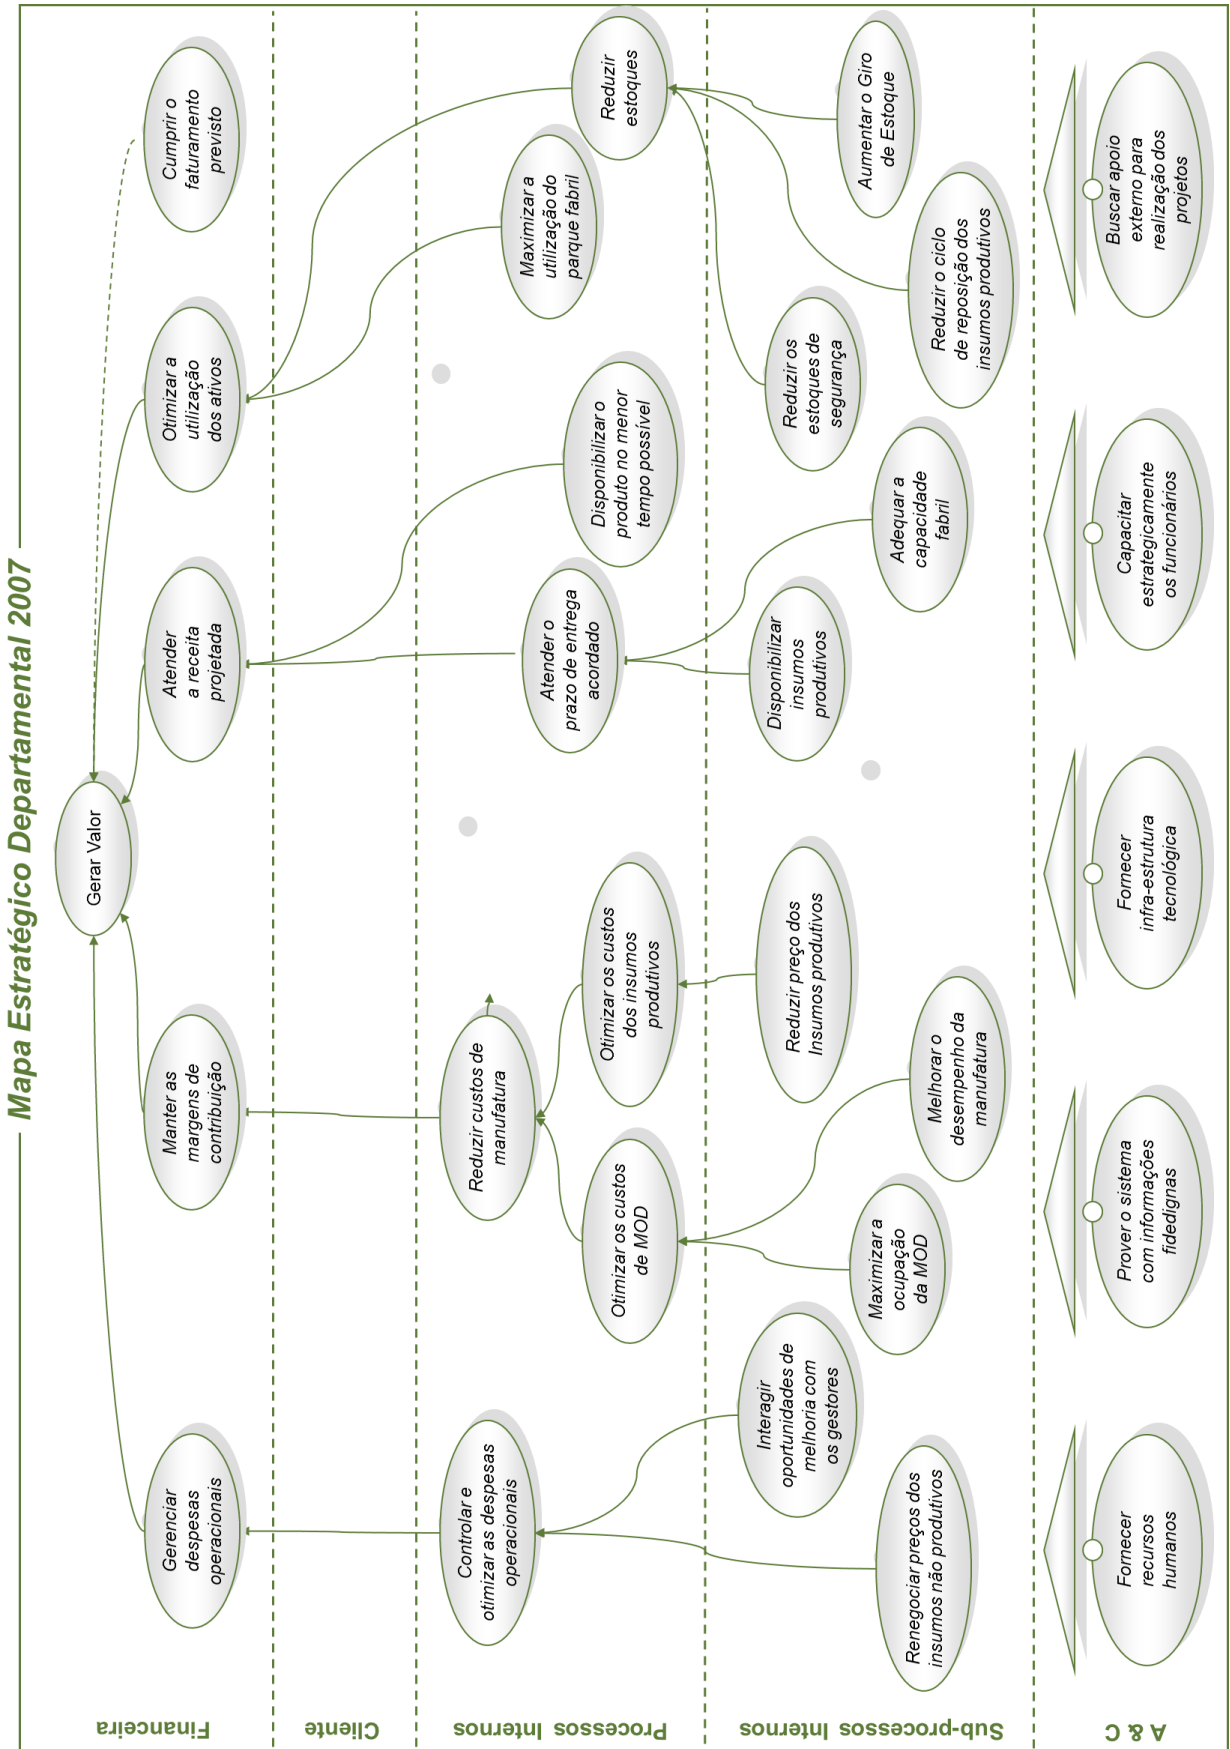 Mapa Estratégico Departamental 2007
Financeira
Gerar Valor
Gerenciar
despesas
operacionais
Manter as
margens de
contribuição
Atender
a receita
projetada
Otimizar a
utilização
dos ativos
Cumprir o
faturamento
previsto
Cliente
Processos Internos
Controlar e
otimizar as despesas
operacionais
Reduzir custos de
manufatura
Otimizar os custos
de MOD
Otimizar os custos
dos insumos
produtivos
Atender o
prazo de entrega
acordado
Disponibilizar o
produto no menor
tempo possível
Maximizar a
utilização do
parque fabril
Reduzir
estoques
Sub-processos Internos
Renegociar preços dos
insumos não produtivos
Interagir
oportunidades de
melhoria com
os gestores
Maximizar a
ocupação
da MOD
Melhorar o
desempenho da
manufatura
Reduzir preço dos
Insumos produtivos
Disponibilizar
insumos
produtivos
Adequar a
capacidade
fabril
Reduzir os
estoques de
segurança
Reduzir o ciclo
de reposição dos
insumos produtivos
Aumentar o Giro
de Estoque
A & C
Fornecer
recursos
humanos
Prover o sistema
com informações
fidedignas
Fornecer
infra-estrutura
tecnológica
Capacitar
estrategicamente
os funcionários
Buscar apoio
externo para
realização dos
projetos